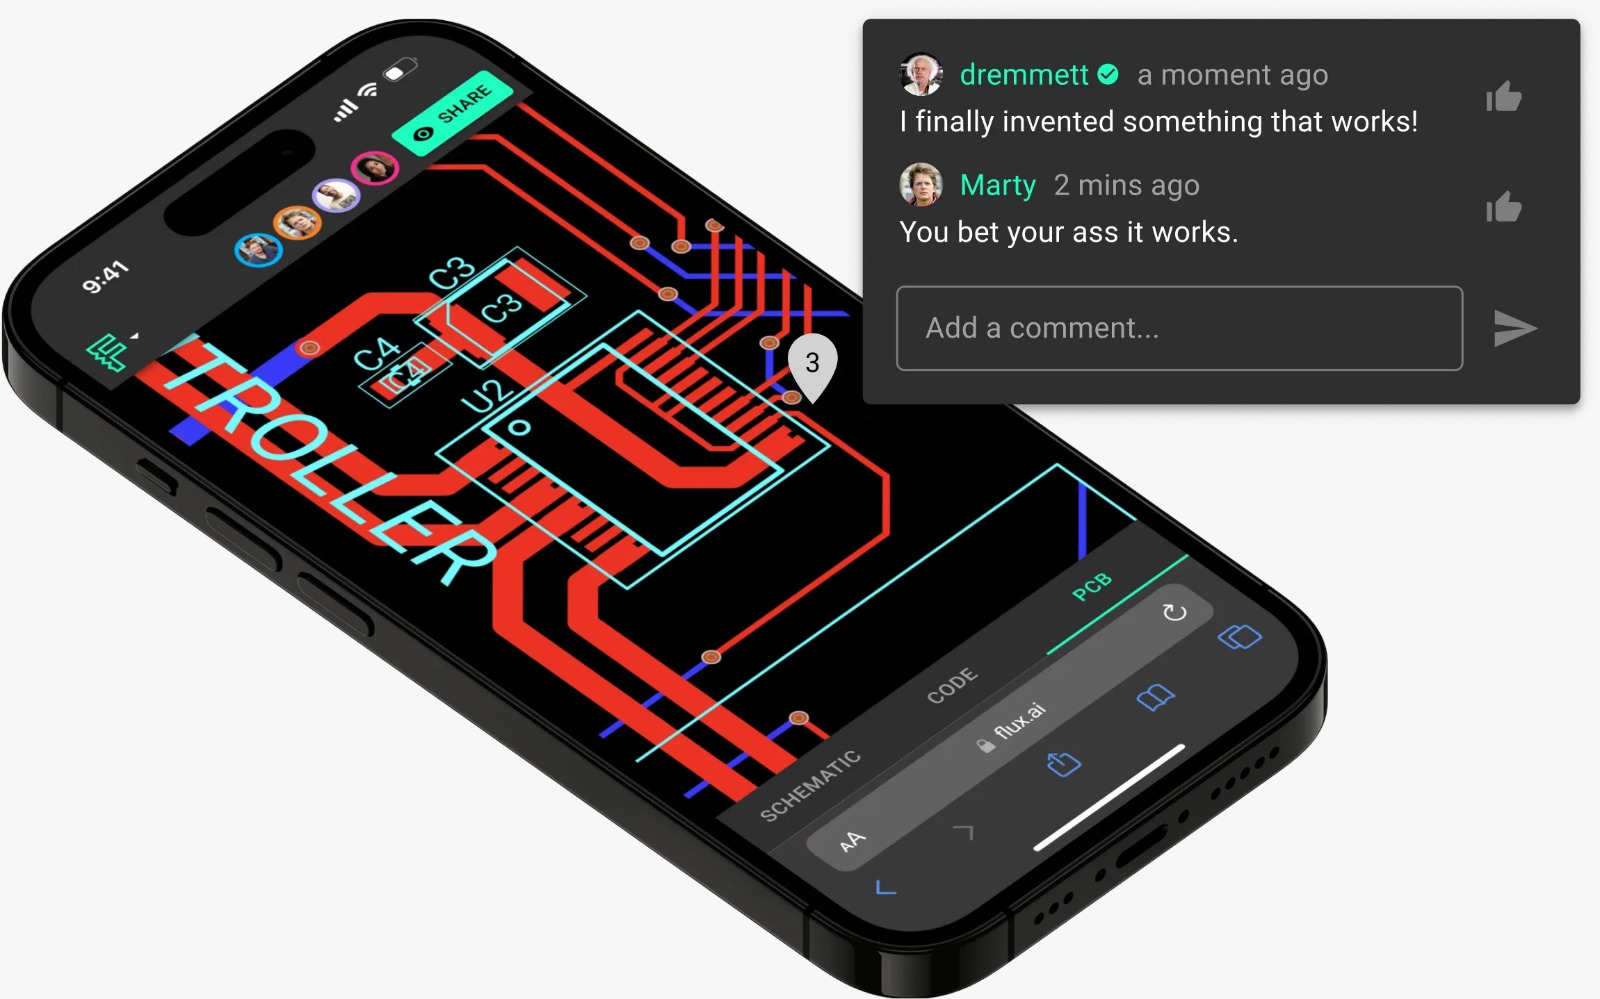 dremmett a moment ago
I finally invented something that works!
Marty 2 mins ago
You bet your ass it works.
Add a comment...
9:41
SHARE
C3
C3
C4
C4
U2
3
TROLLER
SCHEMATIC
CODE
PCB
AA
flux.ai